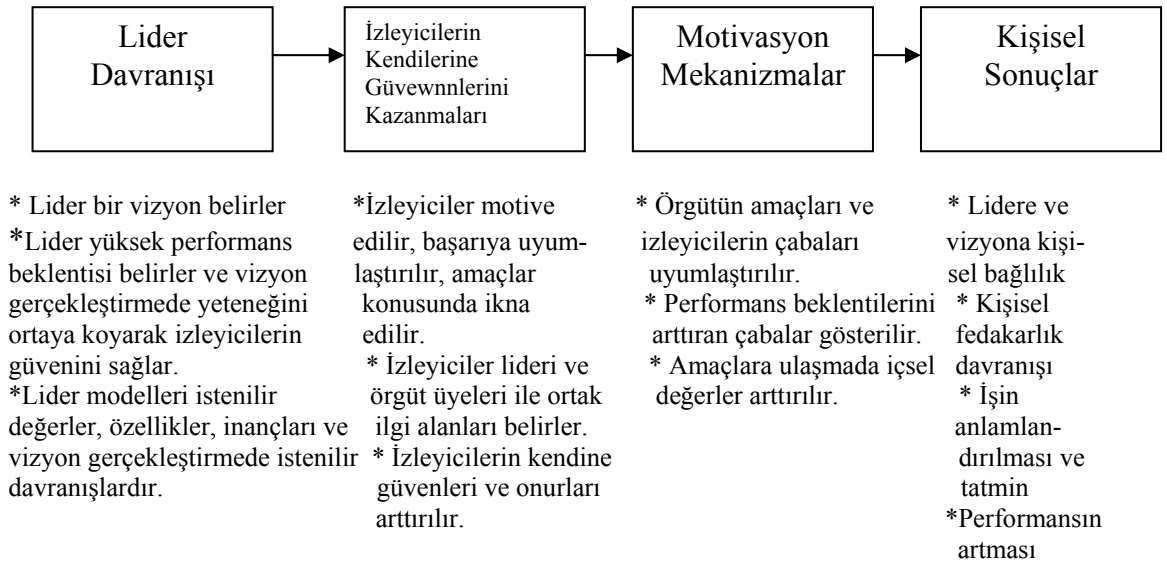 Lider
Davranışı
İzleyicilerin
Kendilerine
Güvewnnlerini
Kazanmaları
Motivasyon
Mekanizmalar
Kişisel
Sonuçlar
* Lider bir vizyon belirler
*Lider yüksek performans
beklentisi belirler ve vizyon
gerçekleştirmede yeteneğini
ortaya koyarak izleyicilerin
güvenini sağlar.
*Lider modelleri istenilir
değerler, özellikler, inançları ve
vizyon gerçekleştirmede istenilir
davranışlardır.
*İzleyiciler motive
edilir, başarıya uyum-
laştırılır, amaçlar
konusunda ikna
edilir.
* İzleyiciler lideri ve
örgüt üyeleri ile ortak
ilgi alanları belirler.
* İzleyicilerin kendine
güvenleri ve onurları
arttırılır.
* Örgütün amaçları ve
izleyicilerin çabaları
uyumlaştırılır.
* Performans beklentilerini
arttıran çabalar gösterilir.
* Amaçlara ulaşmada içsel
değerler arttırılır.
* Lidere ve
vizyona kişi-
sel bağlılık
* Kişisel
fedakarlık
davranışı
* İşin
anlamlan-
dırılması ve
tatmin
*Performansın
artması